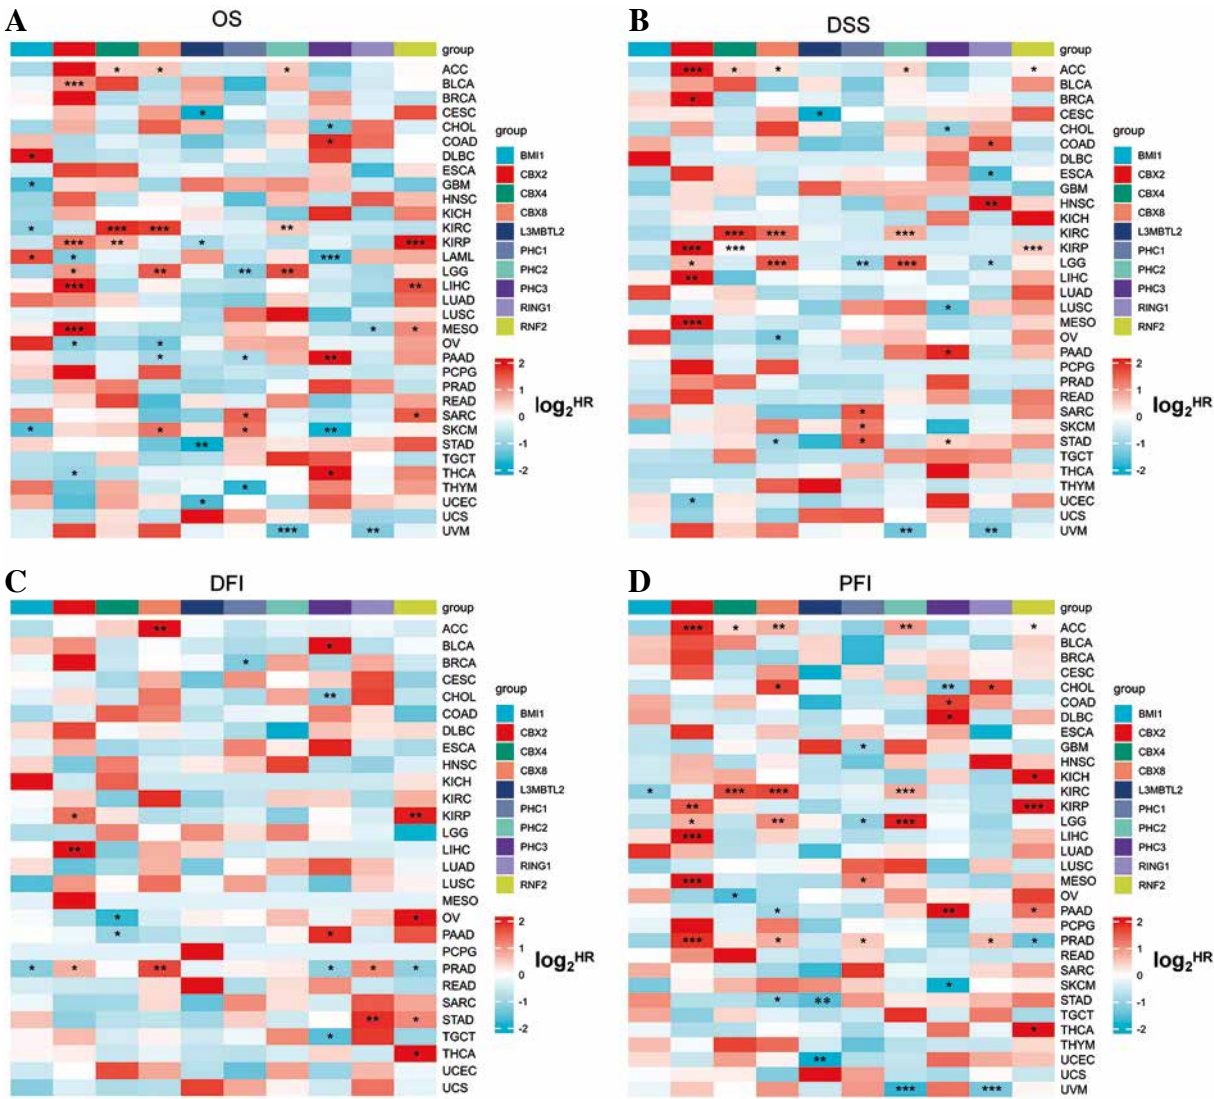 A
OS
group
ACC
* * *
BLCA
***
BRCA
CESC
*
CHOL
*
COAD
*
DLBC
*
ESCA
GBM
*
HNSC
KICH
KIRC
* *** *** **
KIRP
*** ** * ***
LAML
* * ***
LGG
* ** ** **
LIHC
*** **
LUAD
LUSC
MESO
*** * *
OV
* *
PAAD
* * **
PCPG
PRAD
READ
SARC
* *
SKCM
* * * **
STAD
**
TGCT
THCA
* *
THYM
*
UCEC
*
UCS
UVM
*** **
group
BMI1
CBX2
CBX4
CBX8
L3MBTL2
PHC1
PHC2
PHC3
RING1
RNF2
2
1
0
-1
-2
log2HR
B
DSS
group
ACC
*** * * * *
BLCA
BRCA
*
CESC
*
CHOL
*
COAD
*
DLBC
ESCA
*
GBM
HNSC
**
KICH
KIRC
*** *** ***
KIRP
*** *** ***
LGG
* *** ** *** *
LIHC
**
LUAD
LUSC
*
MESO
***
OV
*
PAAD
*
PCPG
PRAD
READ
SARC
*
SKCM
*
STAD
* * *
TGCT
THCA
THYM
UCEC
*
UCS
UVM
** **
group
BMI1
CBX2
CBX4
CBX8
L3MBTL2
PHC1
PHC2
PHC3
RING1
RNF2
2
1
0
-1
-2
log2HR
C
DFI
group
ACC
**
BLCA
*
BRCA
*
CESC
CHOL
**
COAD
DLBC
ESCA
HNSC
KICH
KIRC
KIRP
* **
LGG
LIHC
**
LUAD
LUSC
MESO
OV
* *
PAAD
* *
PCPG
PRAD
* * ** * * *
READ
SARC
STAD
** *
TGCT
*
THCA
*
UCEC
UCS
group
BMI1
CBX2
CBX4
CBX8
L3MBTL2
PHC1
PHC2
PHC3
RING1
RNF2
2
1
0
-1
-2
log2HR
D
PFI
group
ACC
*** * ** ** *
BLCA
BRCA
CESC
CHOL
* ** *
COAD
*
DLBC
*
ESCA
GBM
*
HNSC
KICH
*
KIRC
* *** *** ***
KIRP
** ***
LGG
* ** * ***
LIHC
***
LUAD
LUSC
MESO
*** *
OV
*
PAAD
* ** *
PCPG
PRAD
*** * * * *
READ
SARC
SKCM
*
STAD
* **
TGCT
THCA
*
THYM
UCEC
**
UCS
UVM
*** ***
group
BMI1
CBX2
CBX4
CBX8
L3MBTL2
PHC1
PHC2
PHC3
RING1
RNF2
2
1
0
-1
-2
log2HR